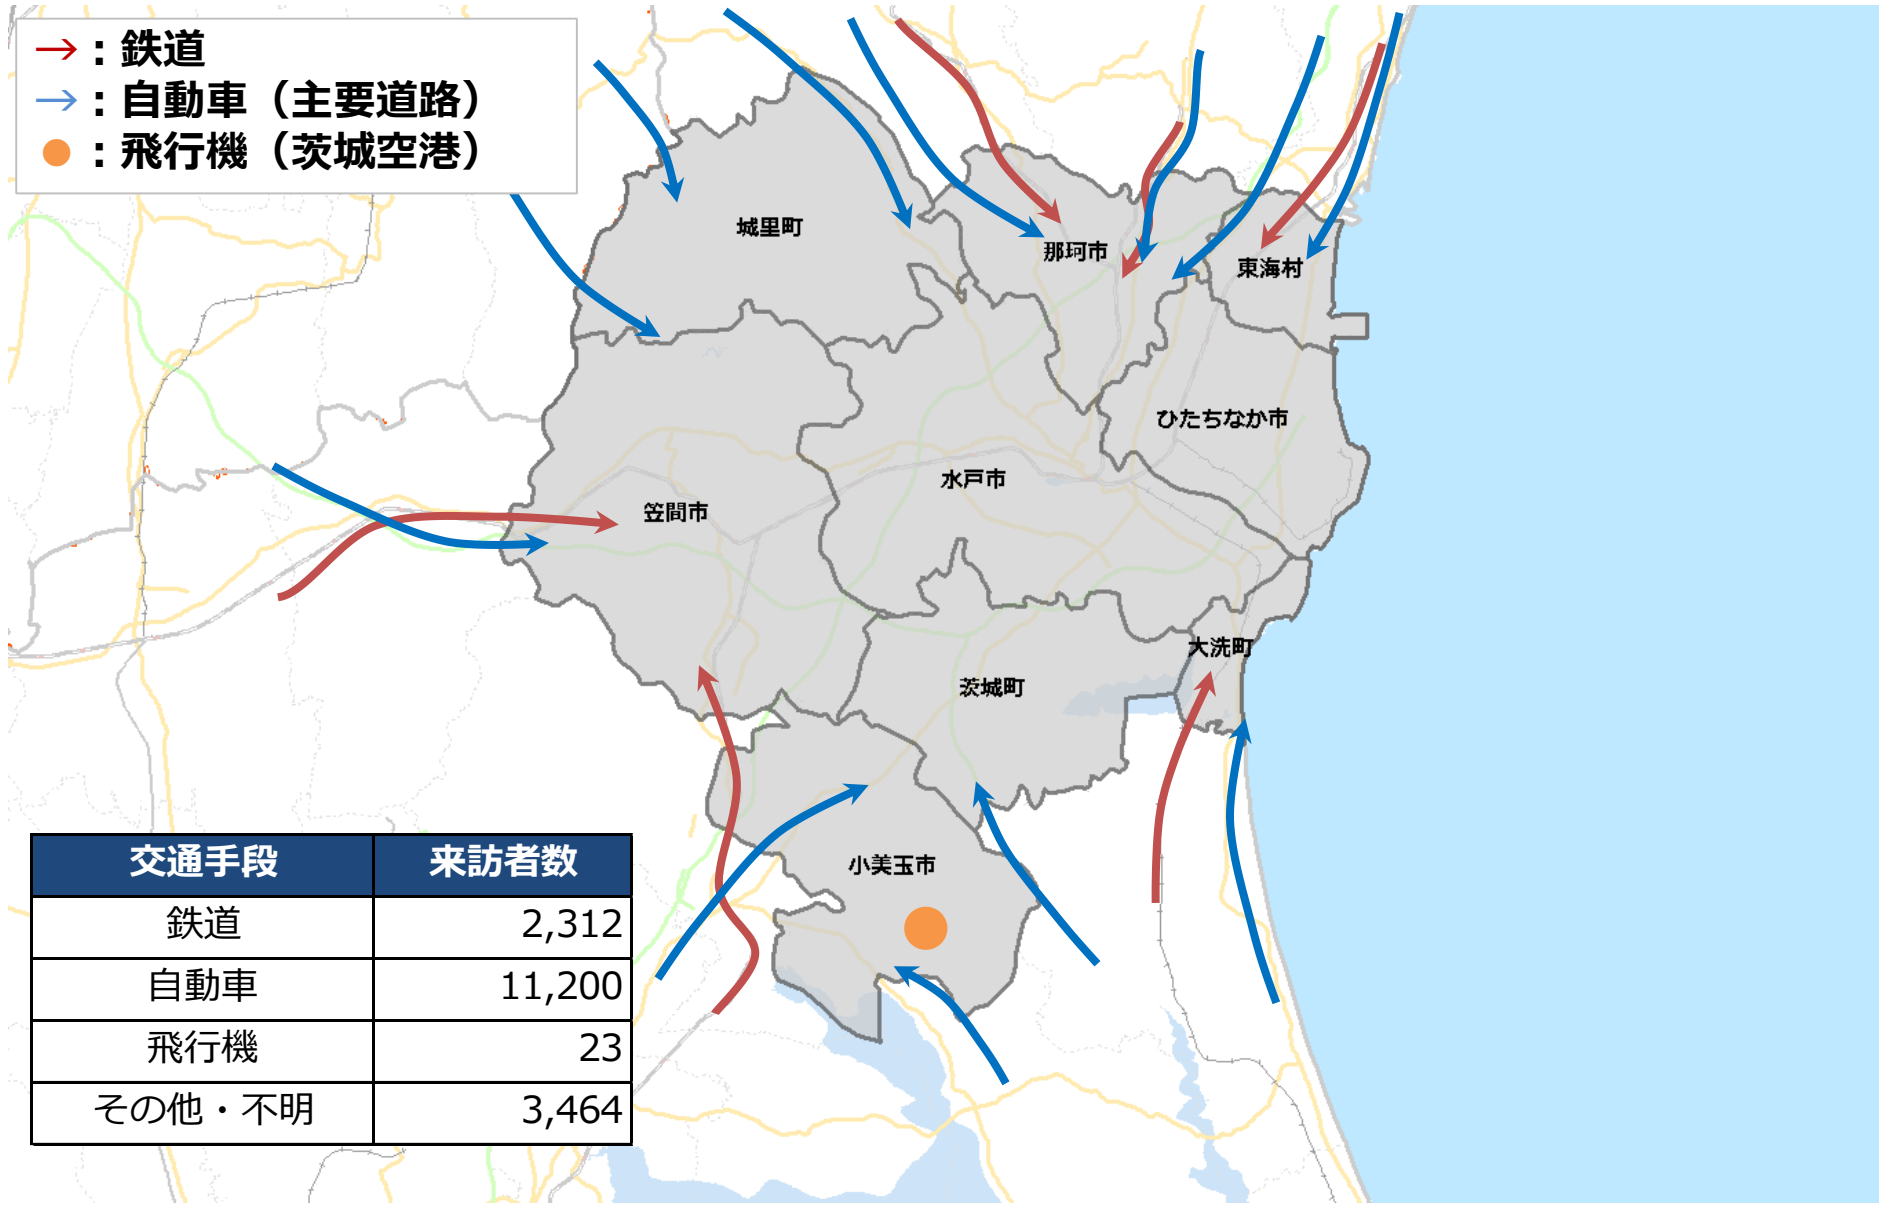 →：鉄道
→：自動車（主要道路）
●：飛行機（茨城空港）
城里町
那珂市
東海村
ひたちなか市
水戸市
笠間市
大洗町
茨城町
小美玉市
交通手段 来訪者数
鉄道 2,312
自動車 11,200
飛行機 23
その他・不明 3,464